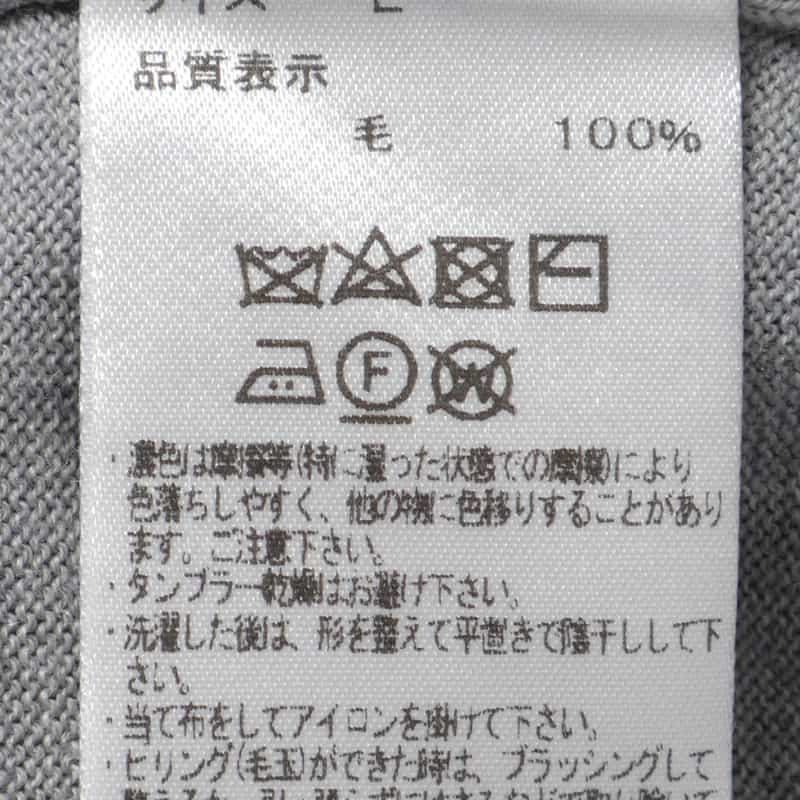 サイズ L
品質表示
毛 100%
F
W
・濃色は摩擦等(特に湿った状態での摩擦)により
色落ちしやすく、他の物に色移りすることがあり
ます。ご注意下さい。
・タンブラー乾燥はお避け下さい。
・洗濯した後は、形を整えて平置きで陰干しして下
さい。
・当て布をしてアイロンを掛けて下さい。
・ピリング(毛玉)ができた時は、ブラッシングして